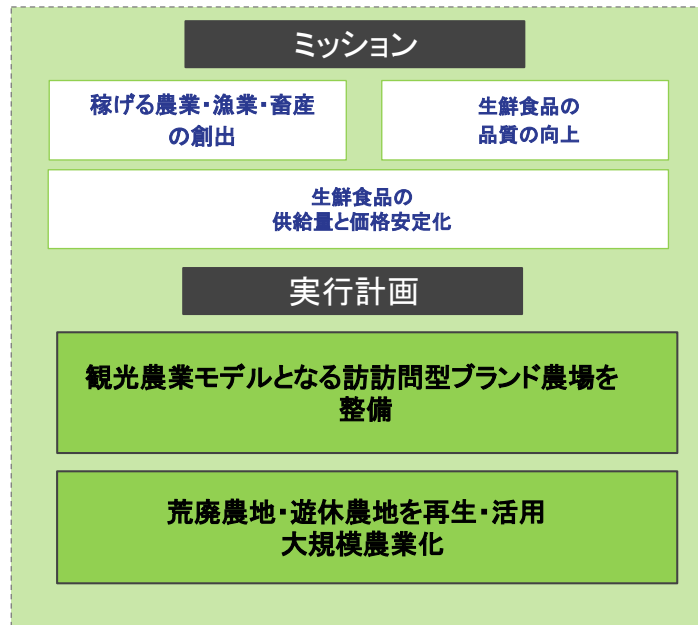 ミッション
稼げる農業・漁業・畜産
の創出
生鮮食品の
品質の向上
生鮮食品の
供給量と価格安定化
実行計画
観光農業モデルとなる訪訪問型ブランド農場を
整備
荒廃農地・遊休農地を再生・活用
大規模農業化